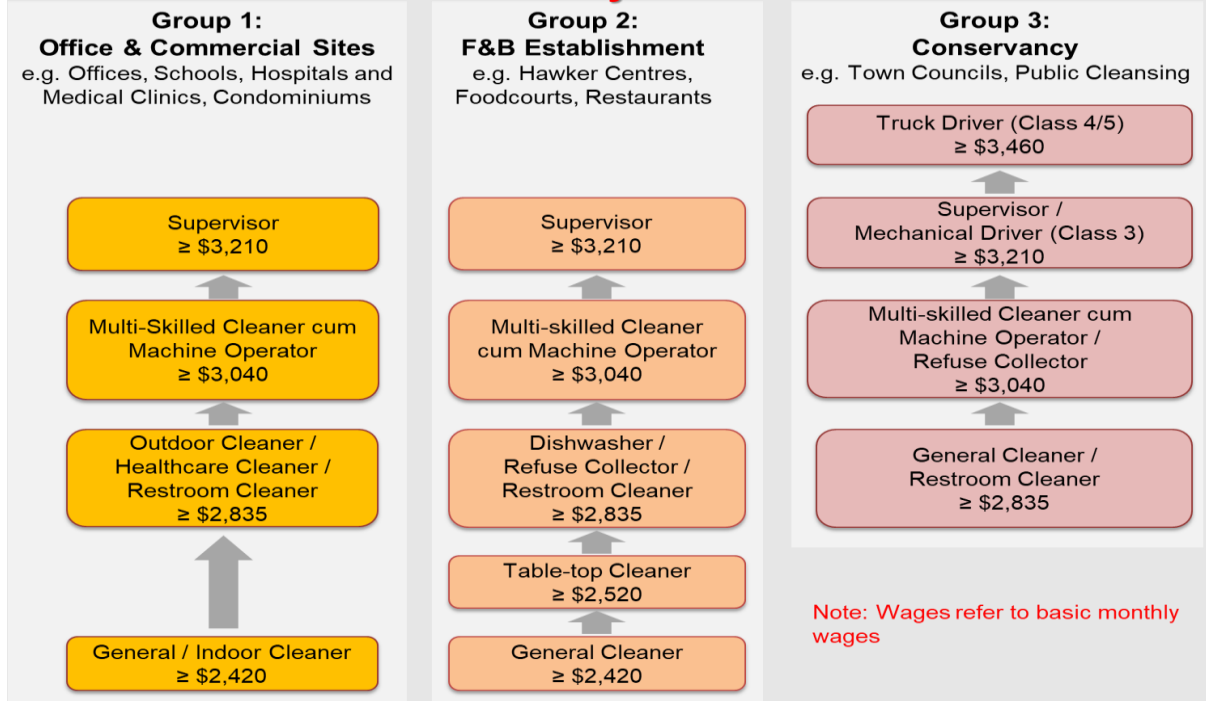 Group 1:
Office & Commercial Sites
e.g. Offices, Schools, Hospitals and
Medical Clinics, Condominiums
Supervisor
≥ $3,210
Multi-Skilled Cleaner cum
Machine Operator
≥ $3,040
Outdoor Cleaner /
Healthcare Cleaner /
Restroom Cleaner
≥ $2,835
General / Indoor Cleaner
≥ $2,420
Group 2:
F&B Establishment
e.g. Hawker Centres,
Foodcourts, Restaurants
Supervisor
≥ $3,210
Multi-skilled Cleaner
cum Machine Operator
≥ $3,040
Dishwasher /
Refuse Collector /
Restroom Cleaner
≥ $2,835
Table-top Cleaner
≥ $2,520
General Cleaner
≥ $2,420
Group 3:
Conservancy
e.g. Town Councils, Public Cleansing
Truck Driver (Class 4/5)
≥ $3,460
Supervisor /
Mechanical Driver (Class 3)
≥ $3,210
Multi-skilled Cleaner cum
Machine Operator /
Refuse Collector
≥ $3,040
General Cleaner /
Restroom Cleaner
≥ $2,835
Note: Wages refer to basic monthly
wages